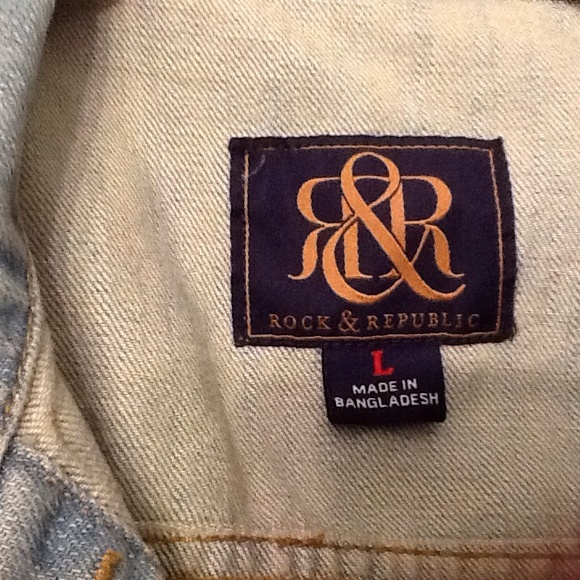 R&R
ROCK & REPUBLIC
L
MADE IN
BANGLADESH